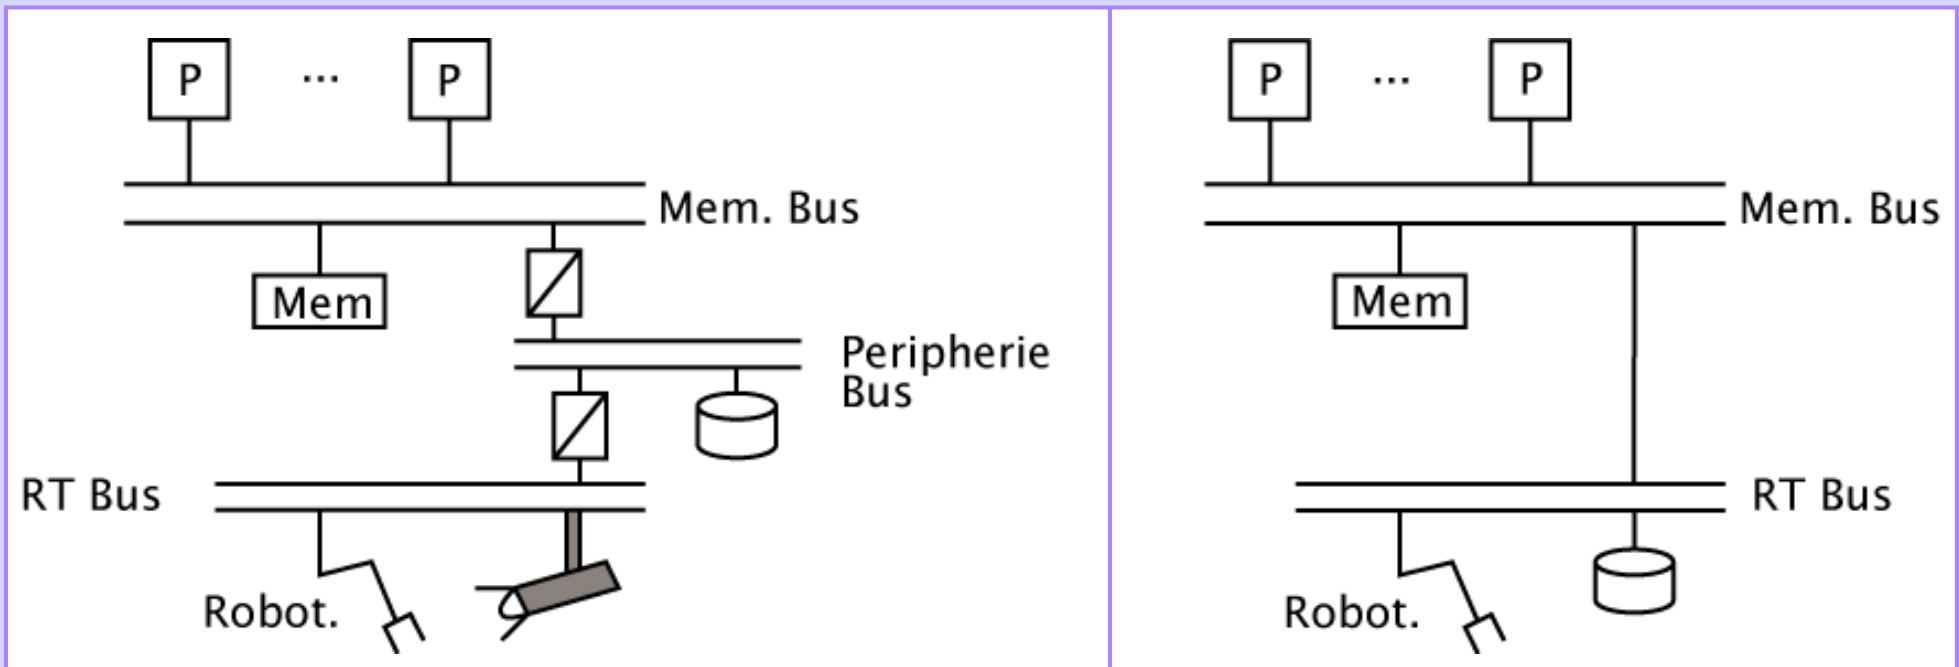 P ... P
Mem. Bus
Mem
Peripherie
Bus
RT Bus
Robot.
P ... P
Mem. Bus
Mem
RT Bus
Robot.